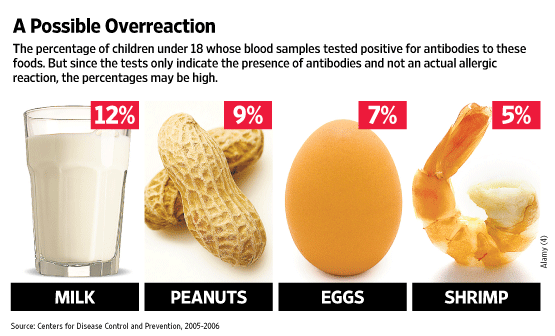 A Possible Overreaction
The percentage of children under 18 whose blood samples tested positive for antibodies to these
foods. But since the tests only indicate the presence of antibodies and not an actual allergic
reaction, the percentages may be high.
12%
9%
7%
5%
MILK
PEANUTS
EGGS
SHRIMP
Alamy (4)
Source: Centers for Disease Control and Prevention, 2005-2006